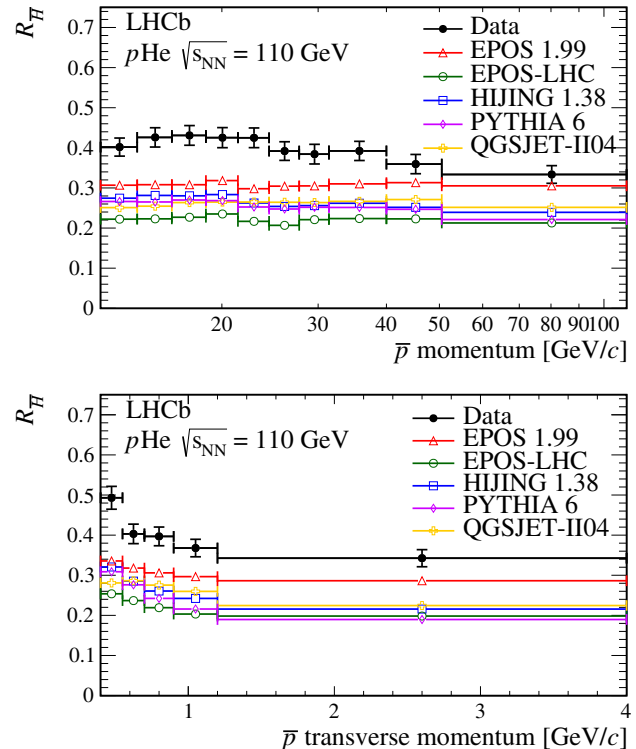 R_H̅
LHCb
pHe √s_NN = 110 GeV
Data
EPOS 1.99
EPOS-LHC
HIJING 1.38
PYTHIA 6
QGSJET-II04
0.7
0.6
0.5
0.4
0.3
0.2
0.1
0
20 30 40 50 60 70 80 90 100
p̅ momentum [GeV/c]
R_H̅
LHCb
pHe √s_NN = 110 GeV
Data
EPOS 1.99
EPOS-LHC
HIJING 1.38
PYTHIA 6
QGSJET-II04
0.7
0.6
0.5
0.4
0.3
0.2
0.1
0
1 2 3 4
p̅ transverse momentum [GeV/c]